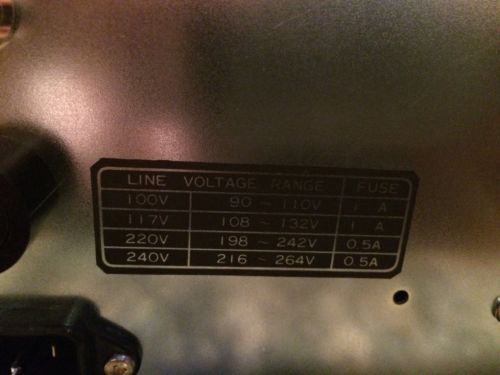 LINE VOLTAGE RANGE FUSE
100V 90 ~ 110V 1 A
117V 108 ~ 132V 1 A
220V 198 ~ 242V 0.5A
240V 216 ~ 264V 0.5A